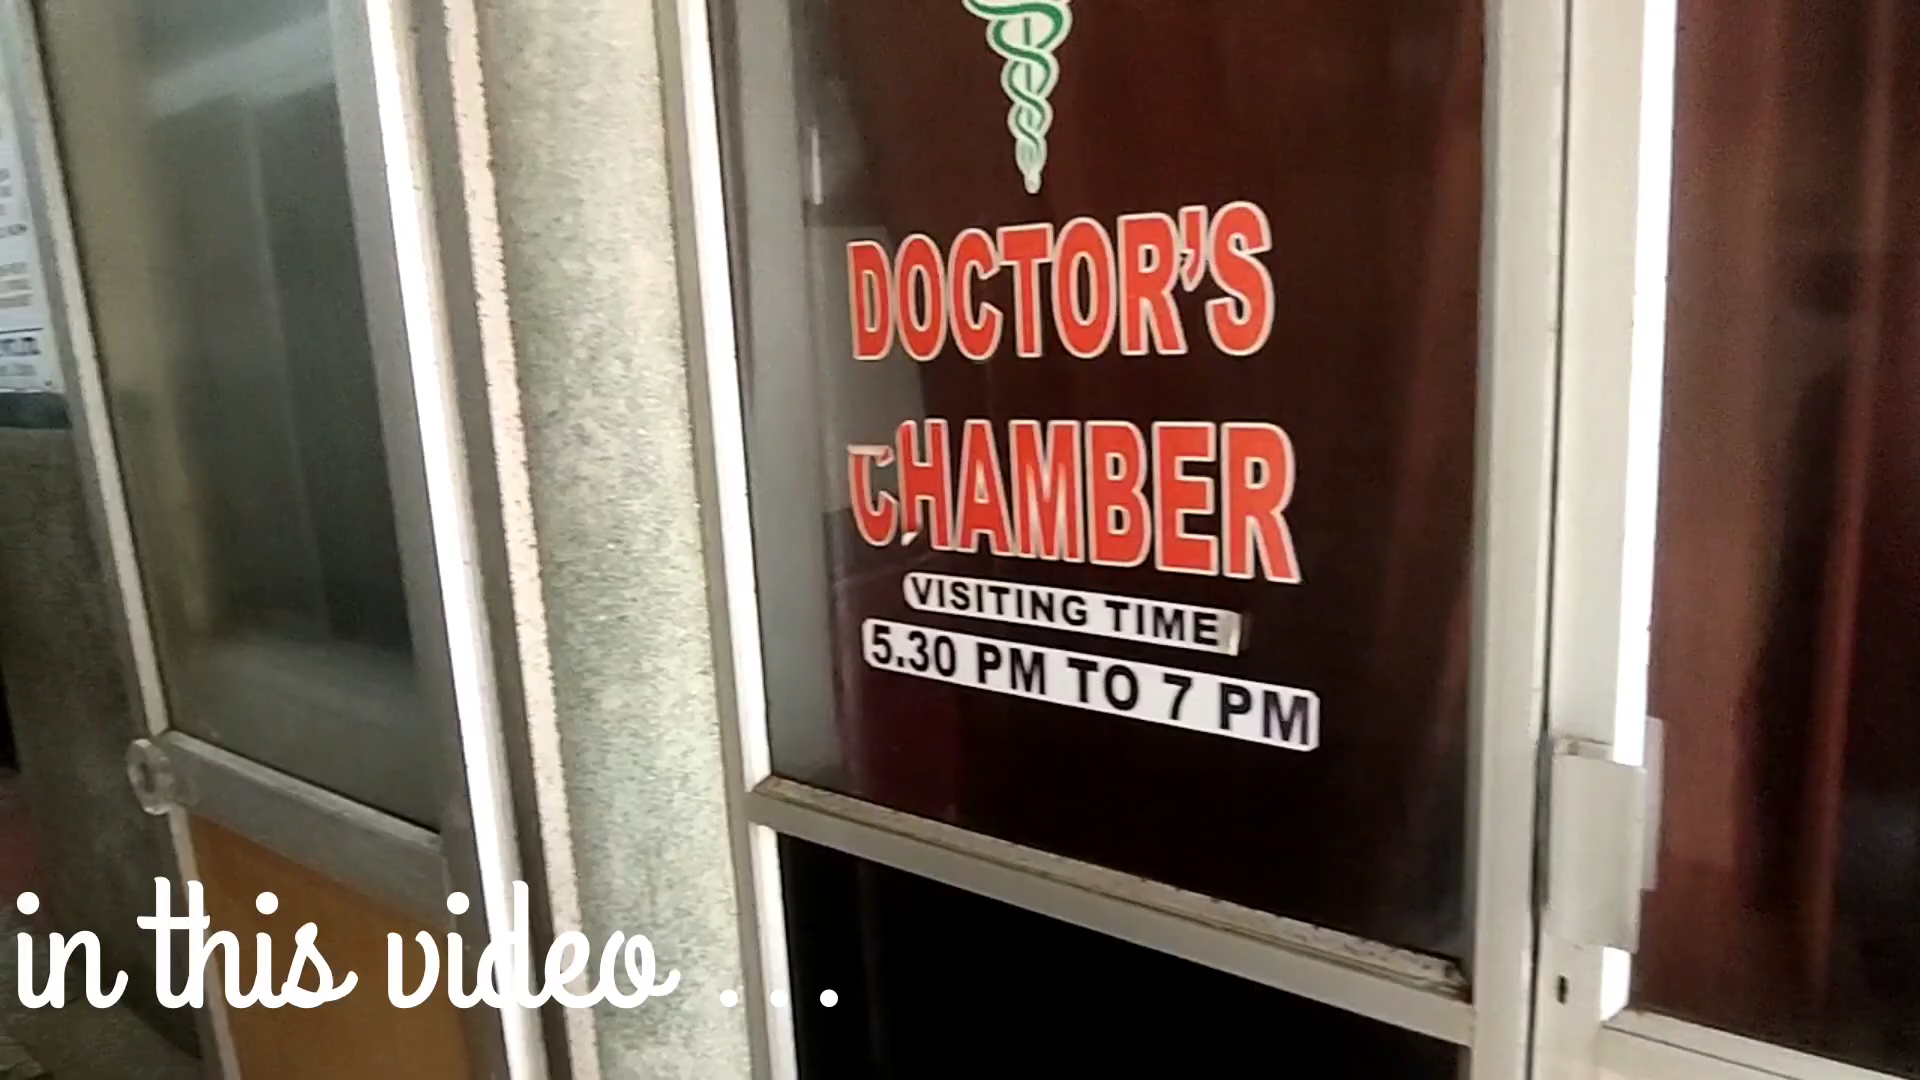 DOCTOR'S
CHAMBER
VISITING TIME
5.30 PM TO 7 PM
in this video ...